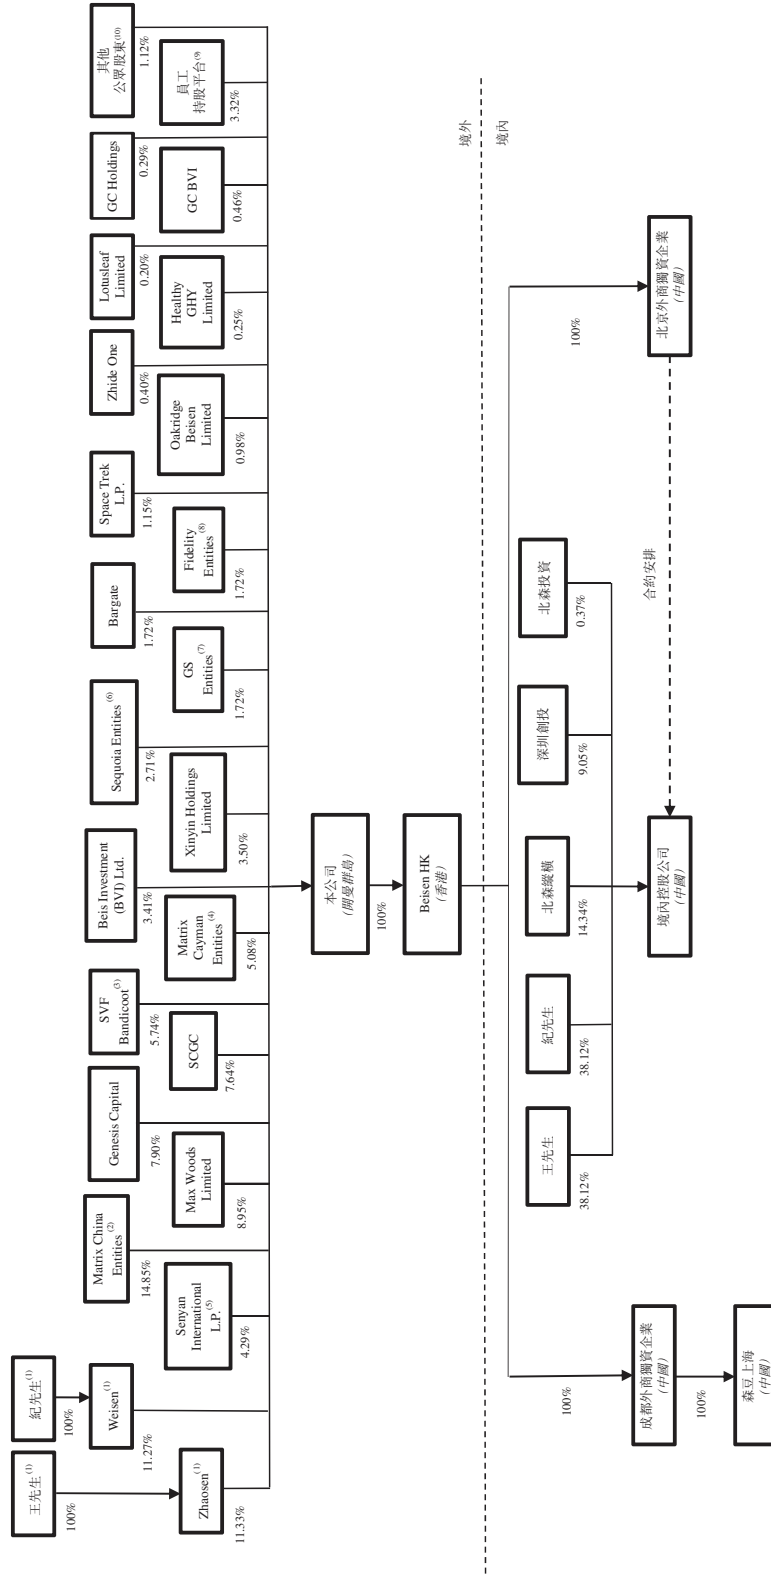 王先生(1)
紀先生(1)
100%
100%
Zhaosen(1)
11.33%
Weisen(1)
11.27%
Senyan
International
L.P.(5)
4.29%
Matrix China
Entities(2)
14.85%
Max Woods
Limited
8.95%
Genesis Capital
7.90%
SCGC
7.64%
SVF
Bandicoot(3)
5.74%
Matrix
Cayman
Entities(4)
5.08%
Beis Investment
(BVI) Ltd.
3.41%
Xinyin Holdings
Limited
3.50%
Sequoia Entities(6)
2.71%
GS
Entities(7)
1.72%
Bargate
1.72%
Fidelity
Entities(8)
1.72%
Space Trek
L.P.
1.15%
Oakridge
Beisen
Limited
0.98%
Zhide One
0.40%
Healthy
GHY
Limited
0.25%
Lotusleaf
Limited
0.20%
GC BVI
0.46%
GC Holdings
0.29%
員工
持股平台(9)
3.32%
其他
公眾股東(10)
1.12%
本公司
(開曼群島)
100%
Beisen HK
(香港)
境外
境內
王先生
38.12%
紀先生
38.12%
北森縱橫
14.34%
深圳創投
9.05%
北森投資
0.37%
100%
100%
成都外商獨資企業
(中國)
境內控股公司
(中國)
合約安排
北京外商獨資企業
(中國)
100%
森豆上海
(中國)